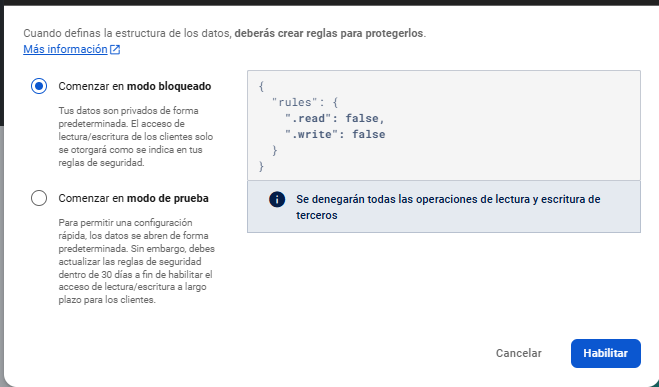 Cuando definas la estructura de los datos, deberás crear reglas para protegerlos.
Más información
Comenzar en modo bloqueado
Tus datos son privados de forma
predeterminada. El acceso de
lectura/escritura de los clientes solo
se otorgará como se indica en tus
reglas de seguridad.
Comenzar en modo de prueba
Para permitir una configuración
rápida, los datos se abren de forma
predeterminada. Sin embargo, debes
actualizar las reglas de seguridad
dentro de 30 días a fin de habilitar el
acceso de lectura/escritura a largo
plazo para los clientes.
{
  "rules": {
    ".read": false,
    ".write": false
  }
}
Se denegarán todas las operaciones de lectura y escritura de
terceros
Cancelar
Habilitar